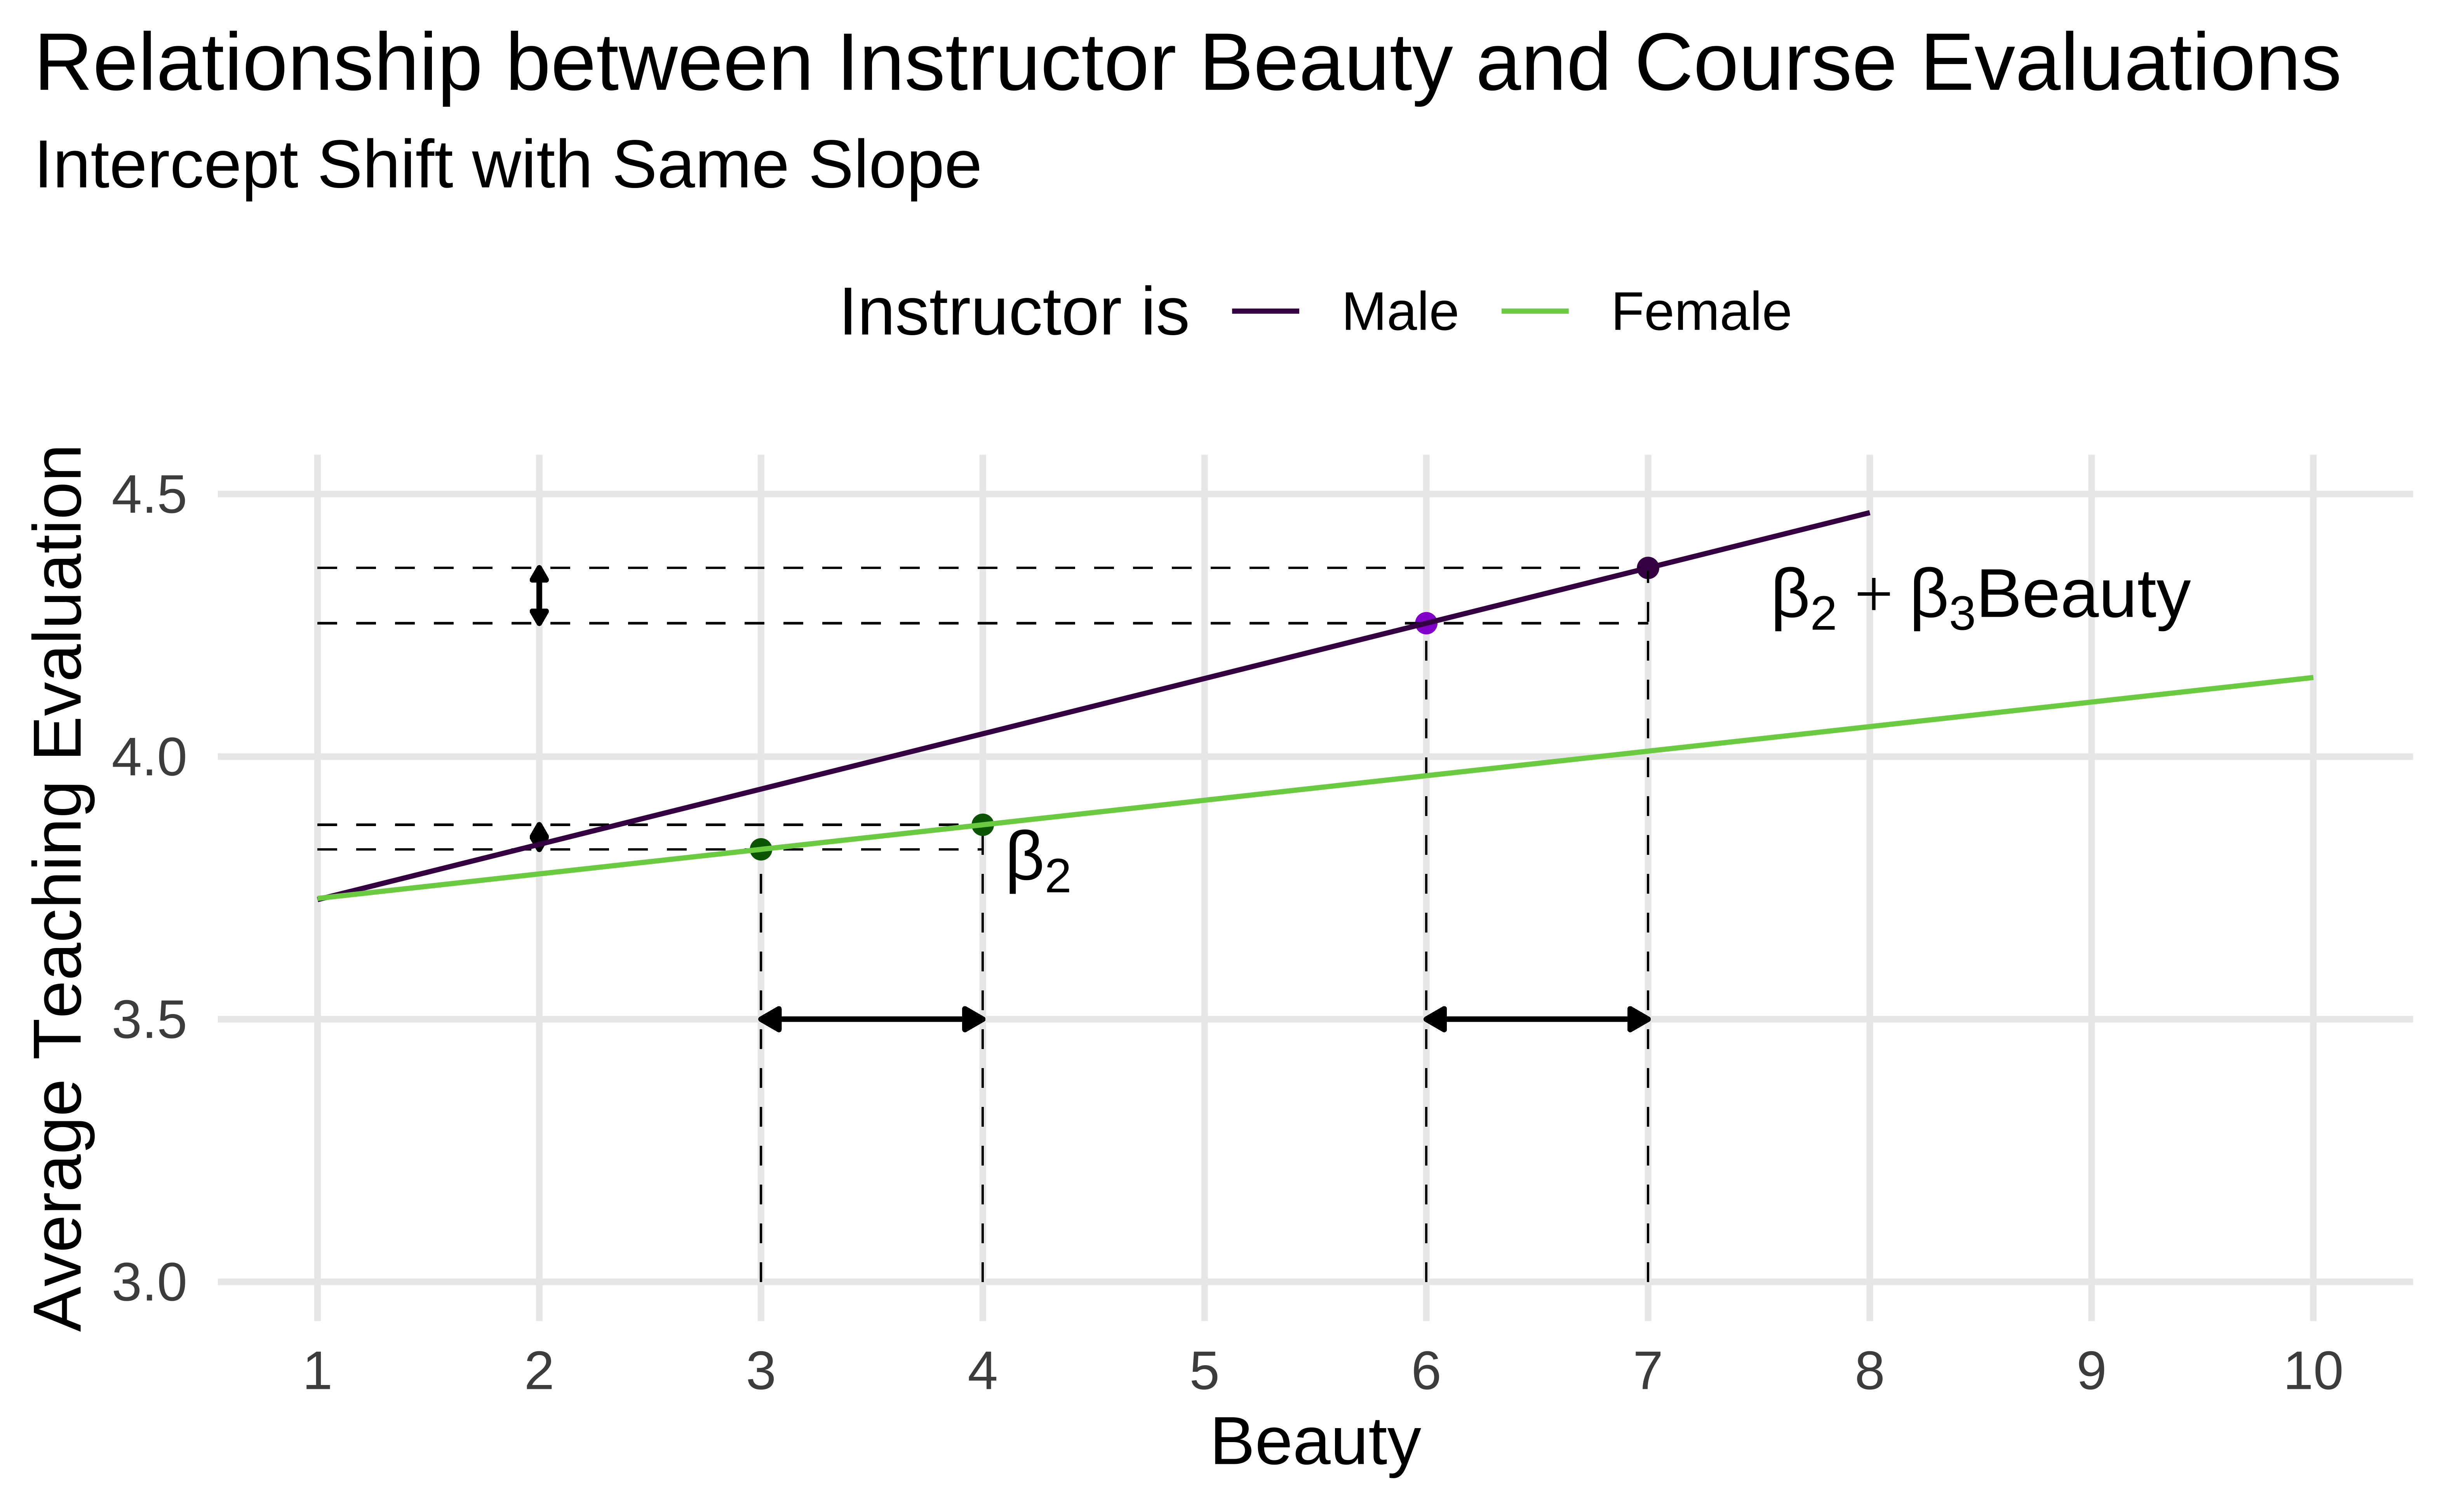 Relationship between Instructor Beauty and Course Evaluations
Intercept Shift with Same Slope
Instructor is Male Female
Average Teaching Evaluation
4.5
4.0
3.5
3.0
β₂ + β₃Beauty
β₂
1 2 3 4 5 6 7 8 9 10
Beauty